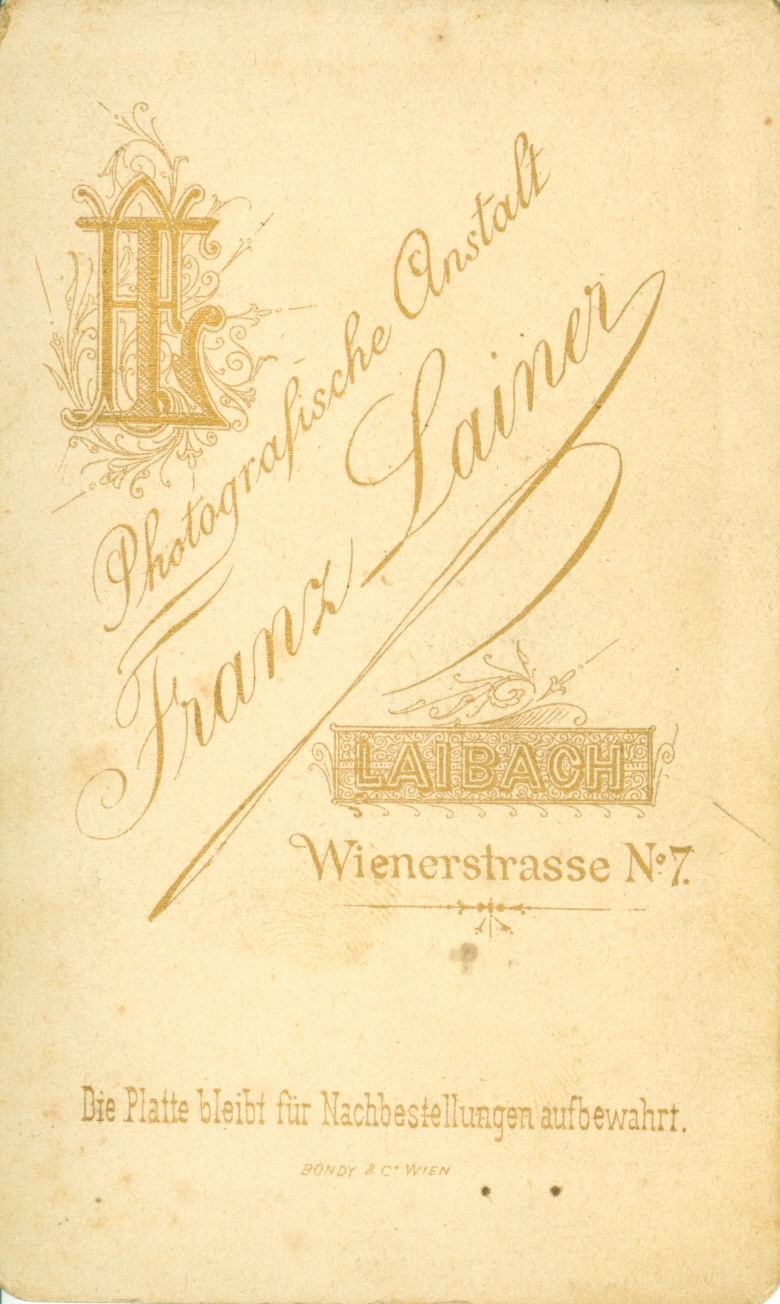 FL
Photografische Anstalt
Franz Lainer
LAIBACH
Wienerstrasse No. 7.
Die Platte bleibt für Nachbestellungen aufbewahrt.
BONDY & Co WIEN